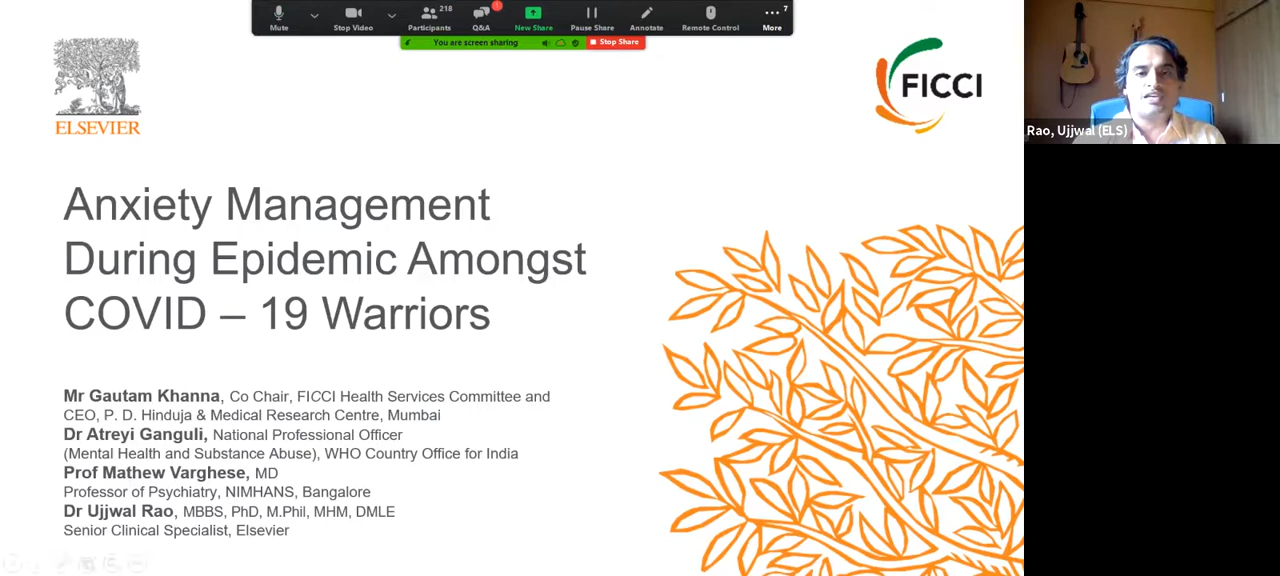 218
7
Mute
Stop Video
Participants
Q&A
New Share
Pause Share
Annotate
Remote Control
More
You are screen sharing
Stop Share
ELSEVIER
FICCI
Rao, Ujjwal (ELS)
Anxiety Management
During Epidemic Amongst
COVID – 19 Warriors
Mr Gautam Khanna, Co Chair, FICCI Health Services Committee and
CEO, P. D. Hinduja & Medical Research Centre, Mumbai
Dr Atreyi Ganguli, National Professional Officer
(Mental Health and Substance Abuse), WHO Country Office for India
Prof Mathew Varghese, MD
Professor of Psychiatry, NIMHANS, Bangalore
Dr Ujjwal Rao, MBBS, PhD, M.Phil, MHM, DMLE
Senior Clinical Specialist, Elsevier